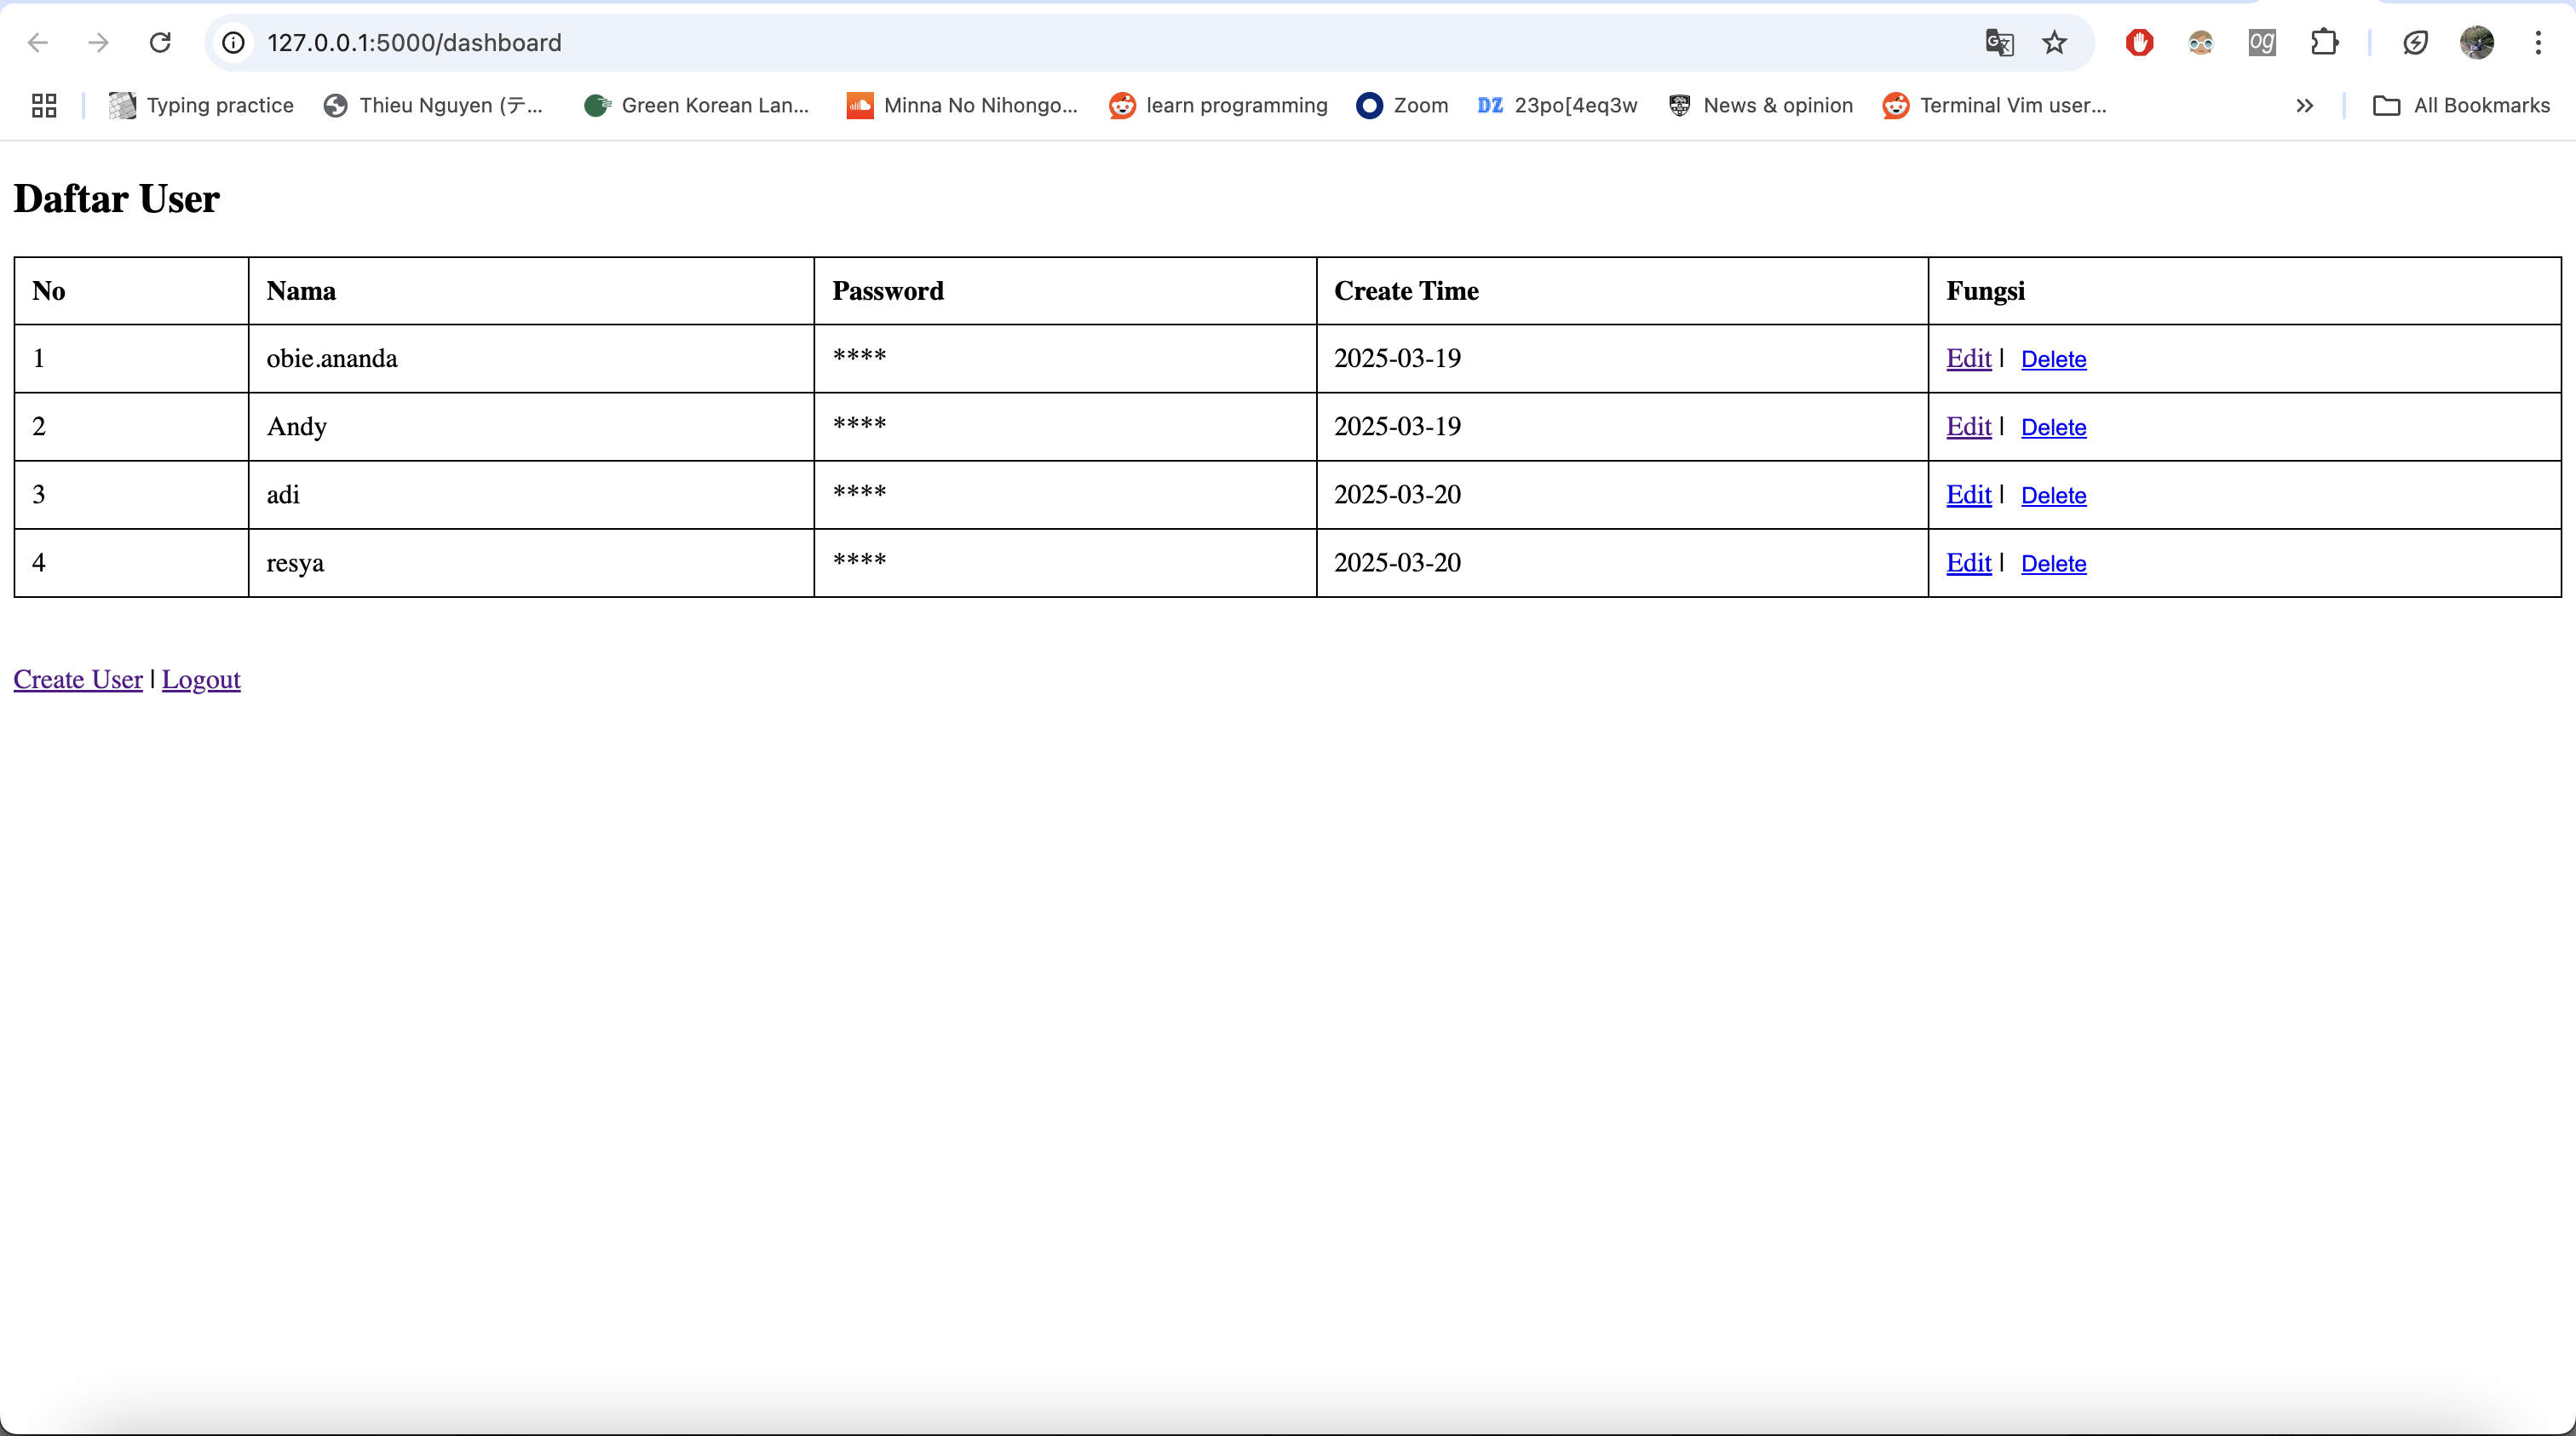 127.0.0.1:5000/dashboard
Typing practice Thieu Nguyen (テ... Green Korean Lan... Minna No Nihongo... learn programming Zoom DZ 23po[4eq3w News & opinion Terminal Vim user... » All Bookmarks
Daftar User
No Nama Password Create Time Fungsi
1 obie.ananda **** 2025-03-19 Edit | Delete
2 Andy **** 2025-03-19 Edit | Delete
3 adi **** 2025-03-20 Edit | Delete
4 resya **** 2025-03-20 Edit | Delete
Create User | Logout